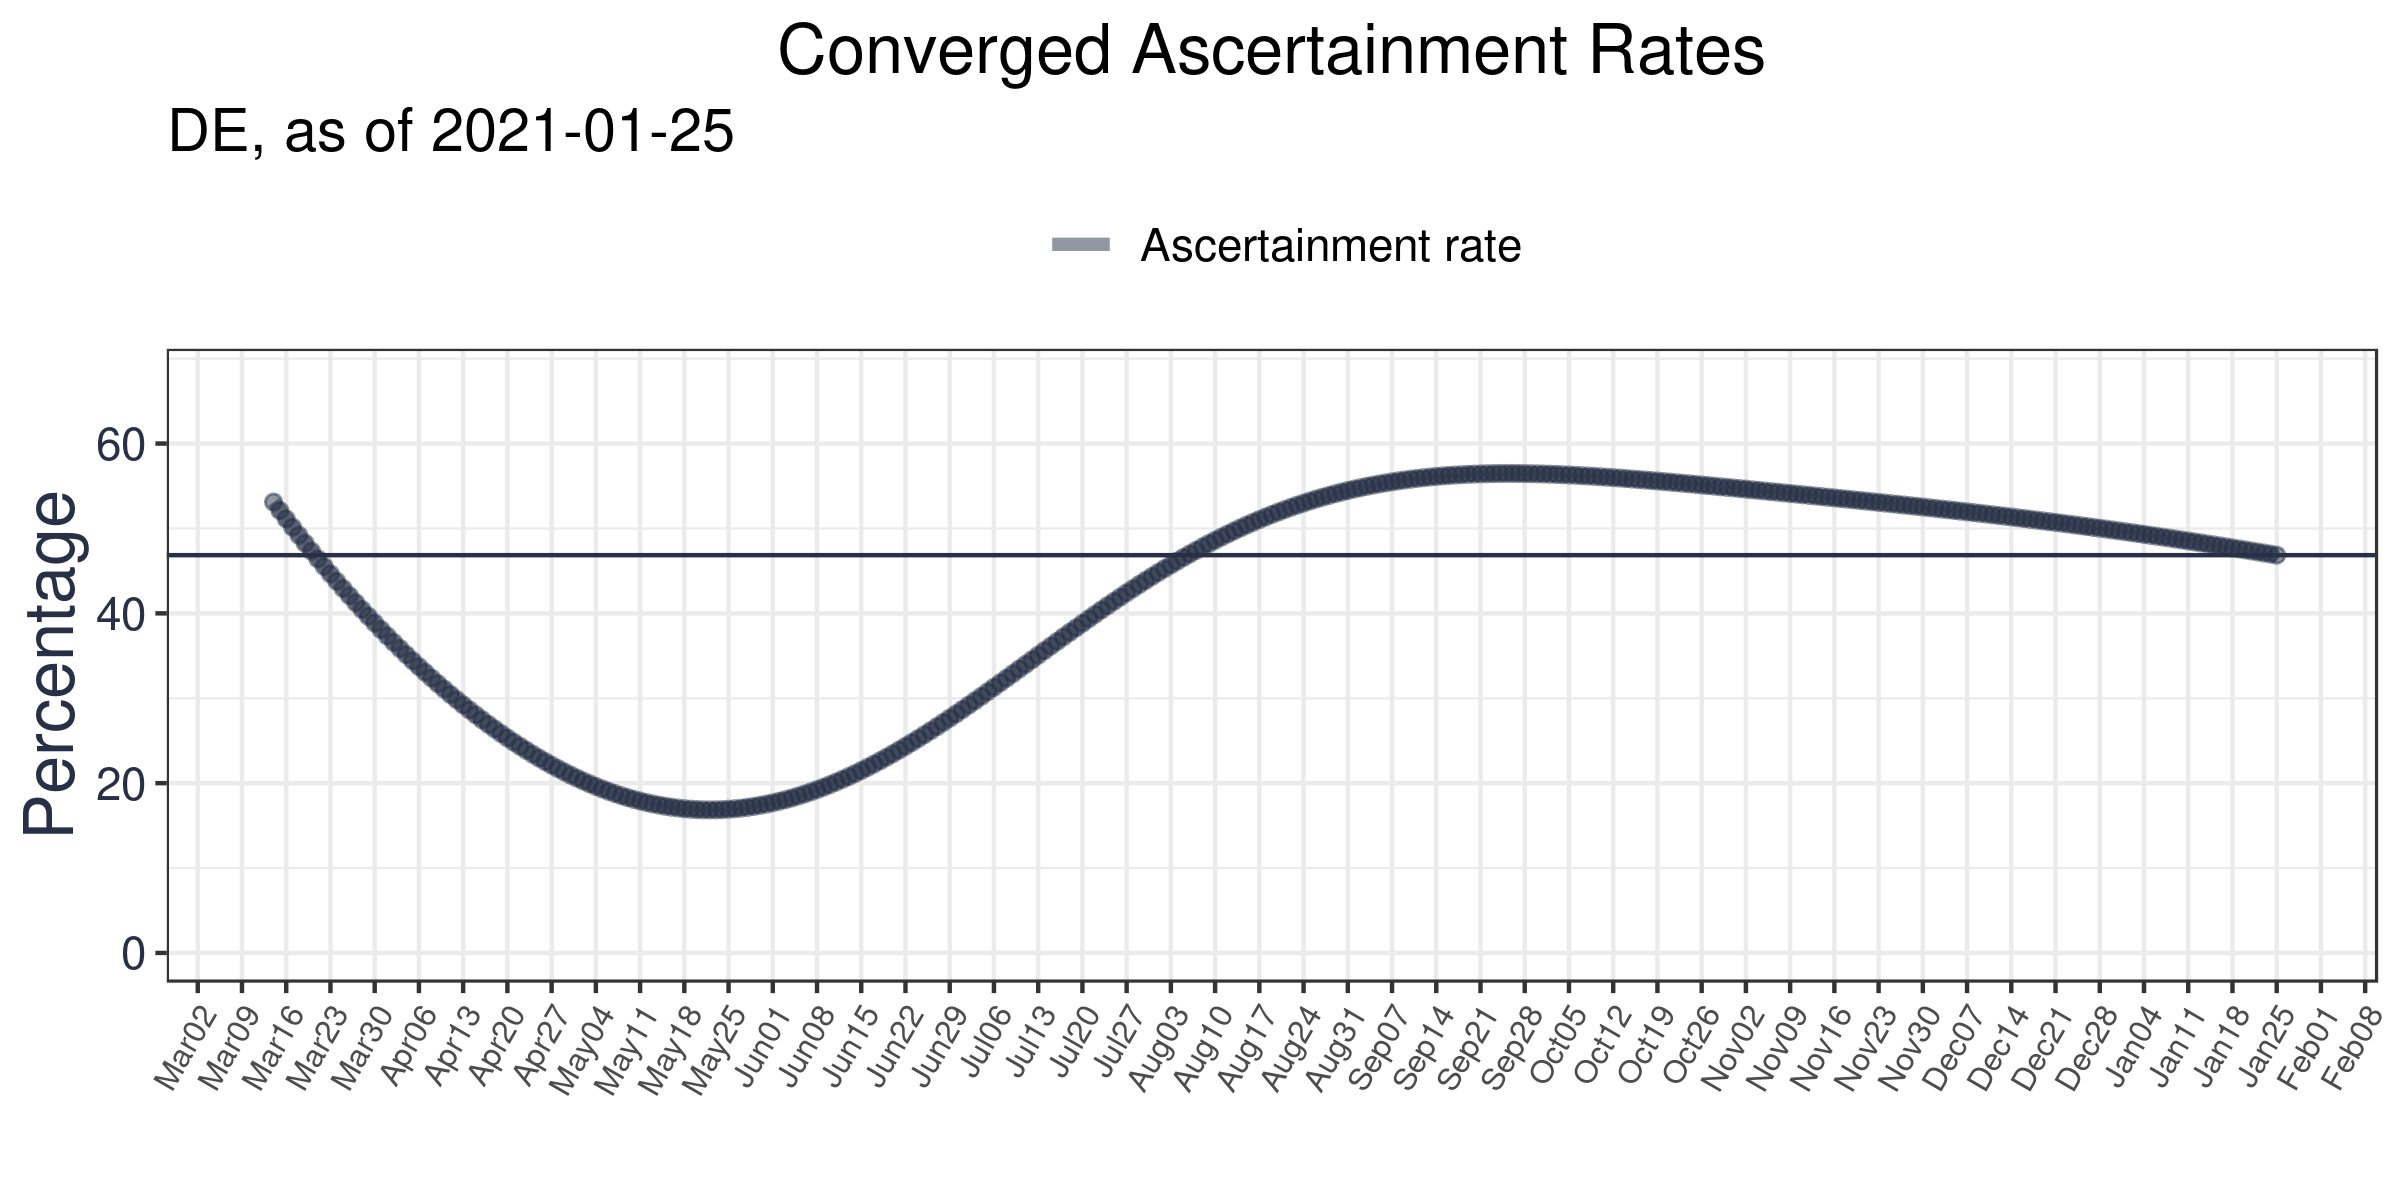 Converged Ascertainment Rates
DE, as of 2021-01-25
Ascertainment rate
Percentage
60
40
20
0
Mar02
Mar09
Mar16
Mar23
Mar30
Apr06
Apr13
Apr20
Apr27
May04
May11
May18
May25
Jun01
Jun08
Jun15
Jun22
Jun29
Jul06
Jul13
Jul20
Jul27
Aug03
Aug10
Aug17
Aug24
Aug31
Sep07
Sep14
Sep21
Sep28
Oct05
Oct12
Oct19
Oct26
Nov02
Nov09
Nov16
Nov23
Nov30
Dec07
Dec14
Dec21
Dec28
Jan04
Jan11
Jan18
Jan25
Feb01
Feb08